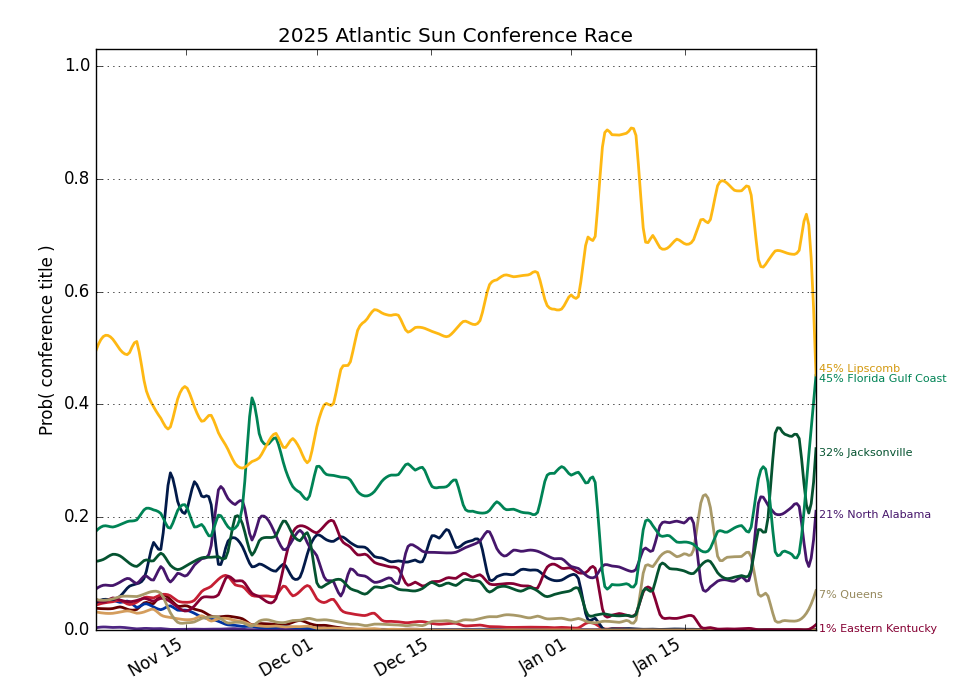 2025 Atlantic Sun Conference Race
Prob( conference title )
1.0
0.8
0.6
0.4
0.2
0.0
Nov 15
Dec 01
Dec 15
Jan 01
Jan 15
45% Lipscomb
45% Florida Gulf Coast
32% Jacksonville
21% North Alabama
7% Queens
1% Eastern Kentucky